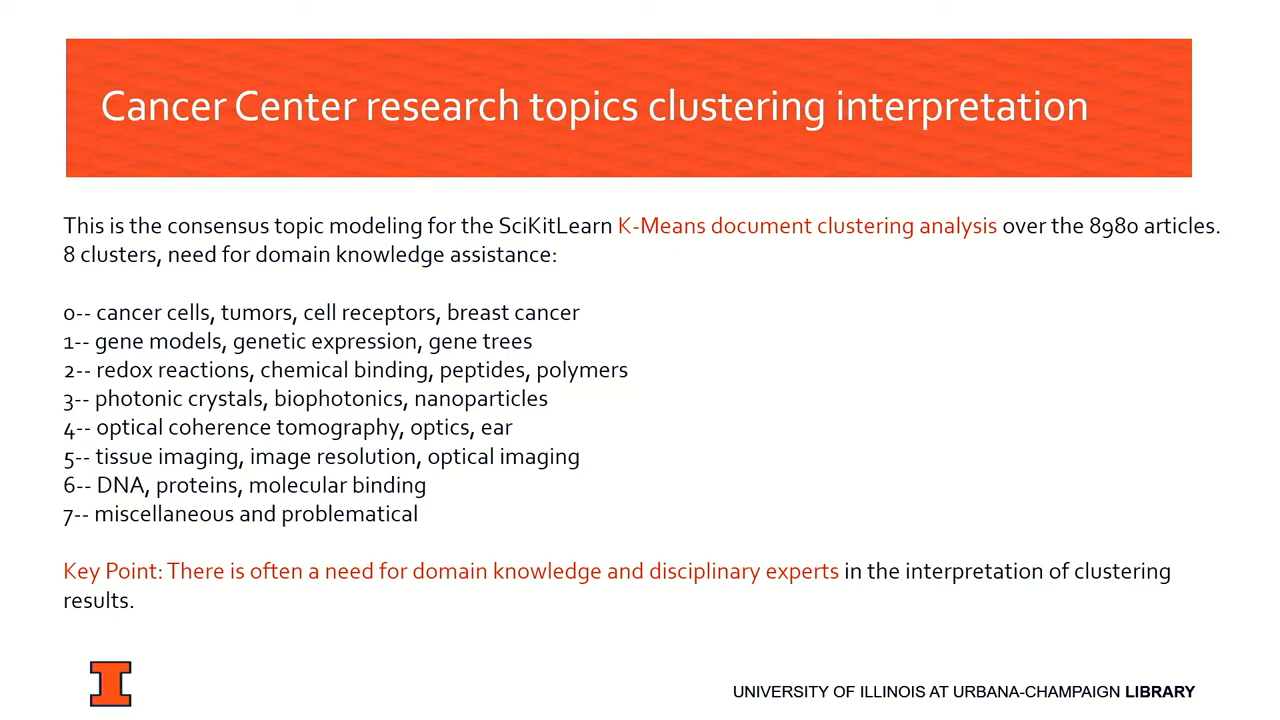 Cancer Center research topics clustering interpretation
This is the consensus topic modeling for the SciKitLearn K-Means document clustering analysis over the 8980 articles.
8 clusters, need for domain knowledge assistance:
0-- cancer cells, tumors, cell receptors, breast cancer
1-- gene models, genetic expression, gene trees
2-- redox reactions, chemical binding, peptides, polymers
3-- photonic crystals, biophotonics, nanoparticles
4-- optical coherence tomography, optics, ear
5-- tissue imaging, image resolution, optical imaging
6-- DNA, proteins, molecular binding
7-- miscellaneous and problematical
Key Point: There is often a need for domain knowledge and disciplinary experts in the interpretation of clustering
results.
I
UNIVERSITY OF ILLINOIS AT URBANA-CHAMPAIGN LIBRARY